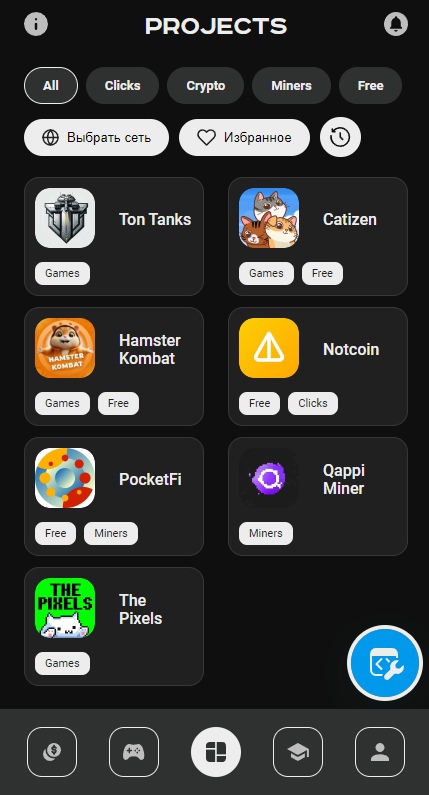 PROJECTS
All Clicks Crypto Miners Free
Выбрать сеть Избранное
Ton Tanks
Games
Catizen
Games Free
Hamster
Kombat
HAMSTER
KOMBAT
Games Free
Notcoin
Free Clicks
PocketFi
Free Miners
Qappi
Miner
Miners
THE
PIXELS
The
Pixels
Games